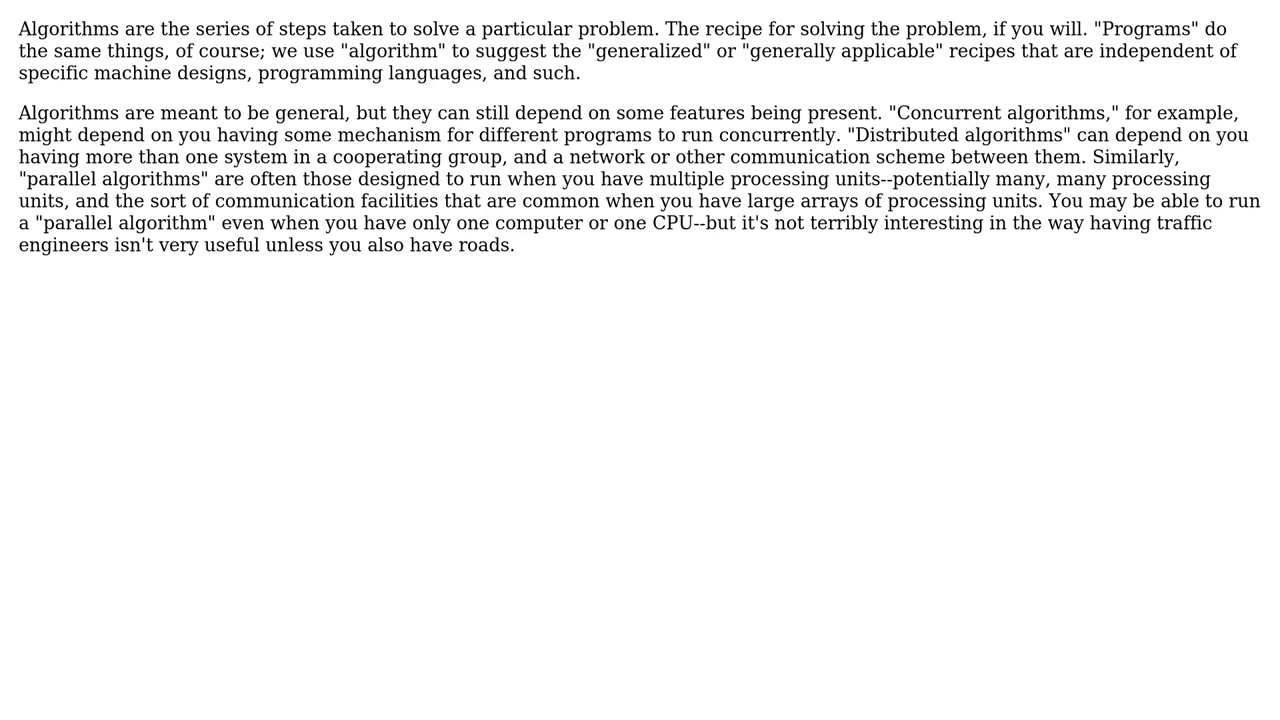 Algorithms are the series of steps taken to solve a particular problem. The recipe for solving the problem, if you will. "Programs" do
the same things, of course; we use "algorithm" to suggest the "generalized" or "generally applicable" recipes that are independent of
specific machine designs, programming languages, and such.
Algorithms are meant to be general, but they can still depend on some features being present. "Concurrent algorithms," for example,
might depend on you having some mechanism for different programs to run concurrently. "Distributed algorithms" can depend on you
having more than one system in a cooperating group, and a network or other communication scheme between them. Similarly,
"parallel algorithms" are often those designed to run when you have multiple processing units--potentially many, many processing
units, and the sort of communication facilities that are common when you have large arrays of processing units. You may be able to run
a "parallel algorithm" even when you have only one computer or one CPU--but it's not terribly interesting in the way having traffic
engineers isn't very useful unless you also have roads.